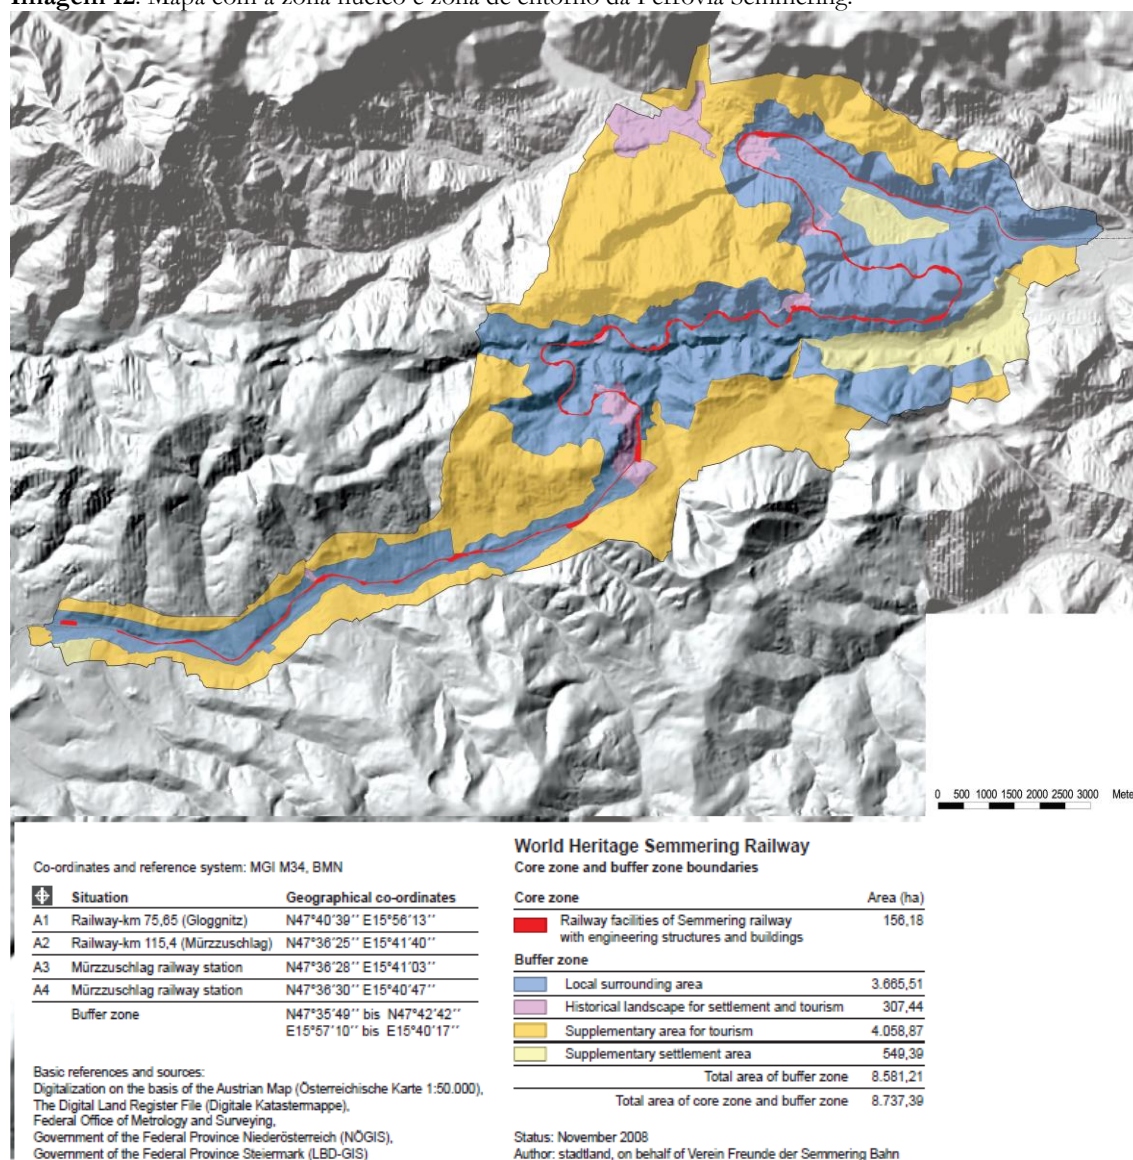 Imagem 12: Mapa com a zona núcleo e zona de entorno da Ferrovia Semmering.
0 500 1000 1500 2000 2500 3000 Mete
Co-ordinates and reference system: MGI M34, BMN
Situation Geographical co-ordinates
A1 Railway-km 75,65 (Gloggnitz) N47°40′39′′ E15°56′13′′
A2 Railway-km 115,4 (Mürzzuschlag) N47°36′25′′ E15°41′40′′
A3 Mürzzuschlag railway station N47°36′28′′ E15°41′03′′
A4 Mürzzuschlag railway station N47°36′30′′ E15°40′47′′
Buffer zone N47°35′49′′ bis N47°42′42′′
E15°57′10′′ bis E15°40′17′′
Basic references and sources:
Digitalization on the basis of the Austrian Map (Österreichische Karte 1:50.000),
The Digital Land Register File (Digitale Katastermappe),
Federal Office of Metrology and Surveying,
Government of the Federal Province Niederösterreich (NÖGIS),
Government of the Federal Province Steiermark (LBD-GIS)
World Heritage Semmering Railway
Core zone and buffer zone boundaries
Core zone Area (ha)
Railway facilities of Semmering railway 156,18
with engineering structures and buildings
Buffer zone
Local surrounding area 3.665,51
Historical landscape for settlement and tourism 307,44
Supplementary area for tourism 4.058,87
Supplementary settlement area 549,39
Total area of buffer zone 8.581,21
Total area of core zone and buffer zone 8.737,39
Status: November 2008
Author: stadtland, on behalf of Verein Freunde der Semmering Bahn